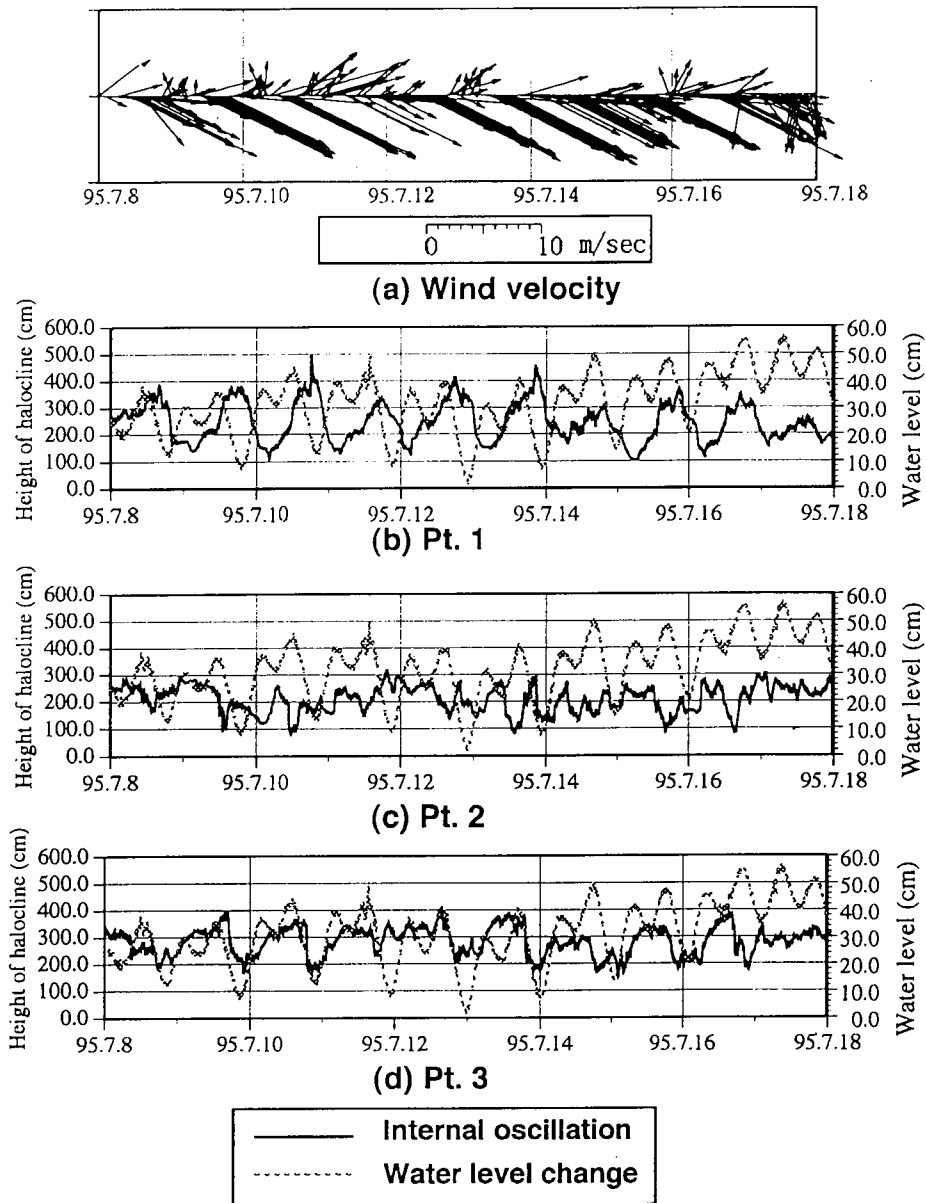 95.7.8 95.7.10 95.7.12 95.7.14 95.7.16 95.7.18
0 10 m/sec
(a) Wind velocity
Height of halocline (cm)
600.0
500.0
400.0
300.0
200.0
100.0
0.0
60.0
50.0
40.0
30.0
20.0
10.0
0.0
Water level (cm)
95.7.8 95.7.10 95.7.12 95.7.14 95.7.16 95.7.18
(b) Pt. 1
Height of halocline (cm)
600.0
500.0
400.0
300.0
200.0
100.0
0.0
60.0
50.0
40.0
30.0
20.0
10.0
0.0
Water level (cm)
95.7.8 95.7.10 95.7.12 95.7.14 95.7.16 95.7.18
(c) Pt. 2
Height of halocline (cm)
600.0
500.0
400.0
300.0
200.0
100.0
0.0
60.0
50.0
40.0
30.0
20.0
10.0
0.0
Water level (cm)
95.7.8 95.7.10 95.7.12 95.7.14 95.7.16 95.7.18
(d) Pt. 3
Internal oscillation
Water level change